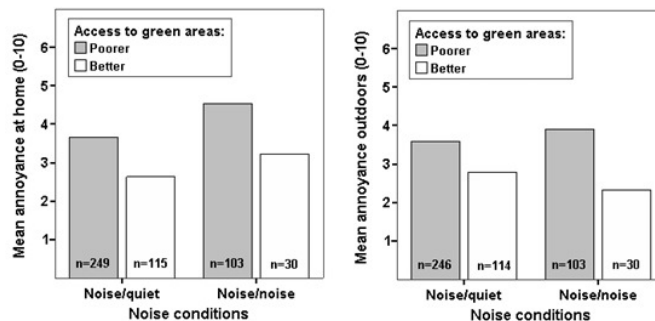 Mean annoyance at home (0-10)
6
5
4
3
2
1
Access to green areas:
Poorer
Better
n=249
n=115
n=103
n=30
Noise/quiet
Noise/noise
Noise conditions
Mean annoyance outdoors (0-10)
6
5
4
3
2
1
Access to green areas:
Poorer
Better
n=246
n=114
n=103
n=30
Noise/quiet
Noise/noise
Noise conditions